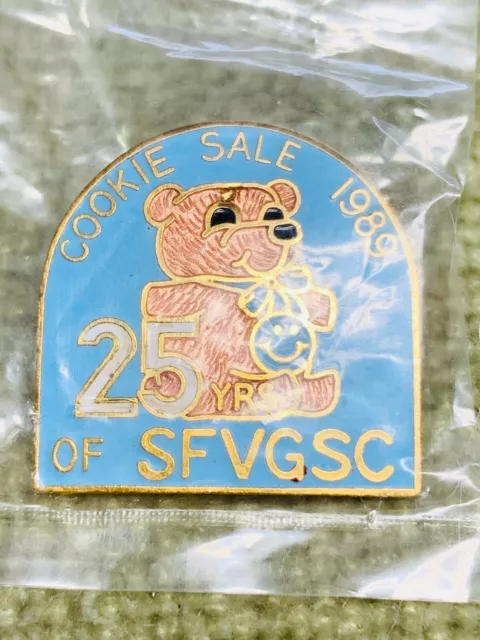 COOKIE SALE 1989
25 YRS
OF SFVGSC